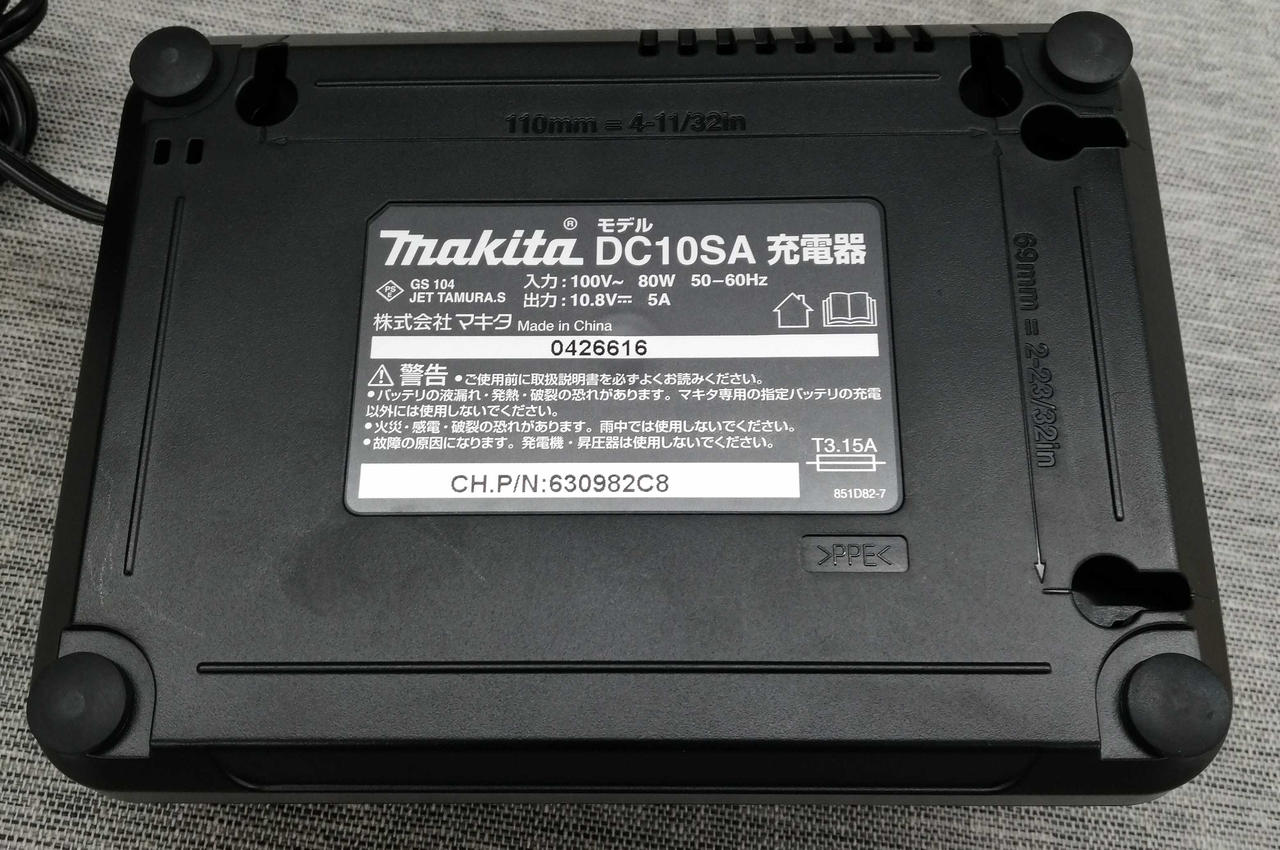 110mm = 4-11/32in
69mm = 2-23/32in
makita® モデル
DC10SA 充電器
PSE GS 104
JET TAMURA.S
入力：100V～ 80W 50−60Hz
出力：10.8V⎓ 5A
株式会社マキタ Made in China
0426616
⚠ 警告 ●ご使用前に取扱説明書を必ずよくお読みください。
●バッテリの液漏れ・発熱・破裂の恐れがあります。マキタ専用の指定バッテリの充電
以外には使用しないでください。
●火災・感電・破裂の恐れがあります。雨中では使用しないでください。
●故障の原因になります。発電機・昇圧器は使用しないでください。
T3.15A
CH.P/N:630982C8
851D82-7
>PPE<